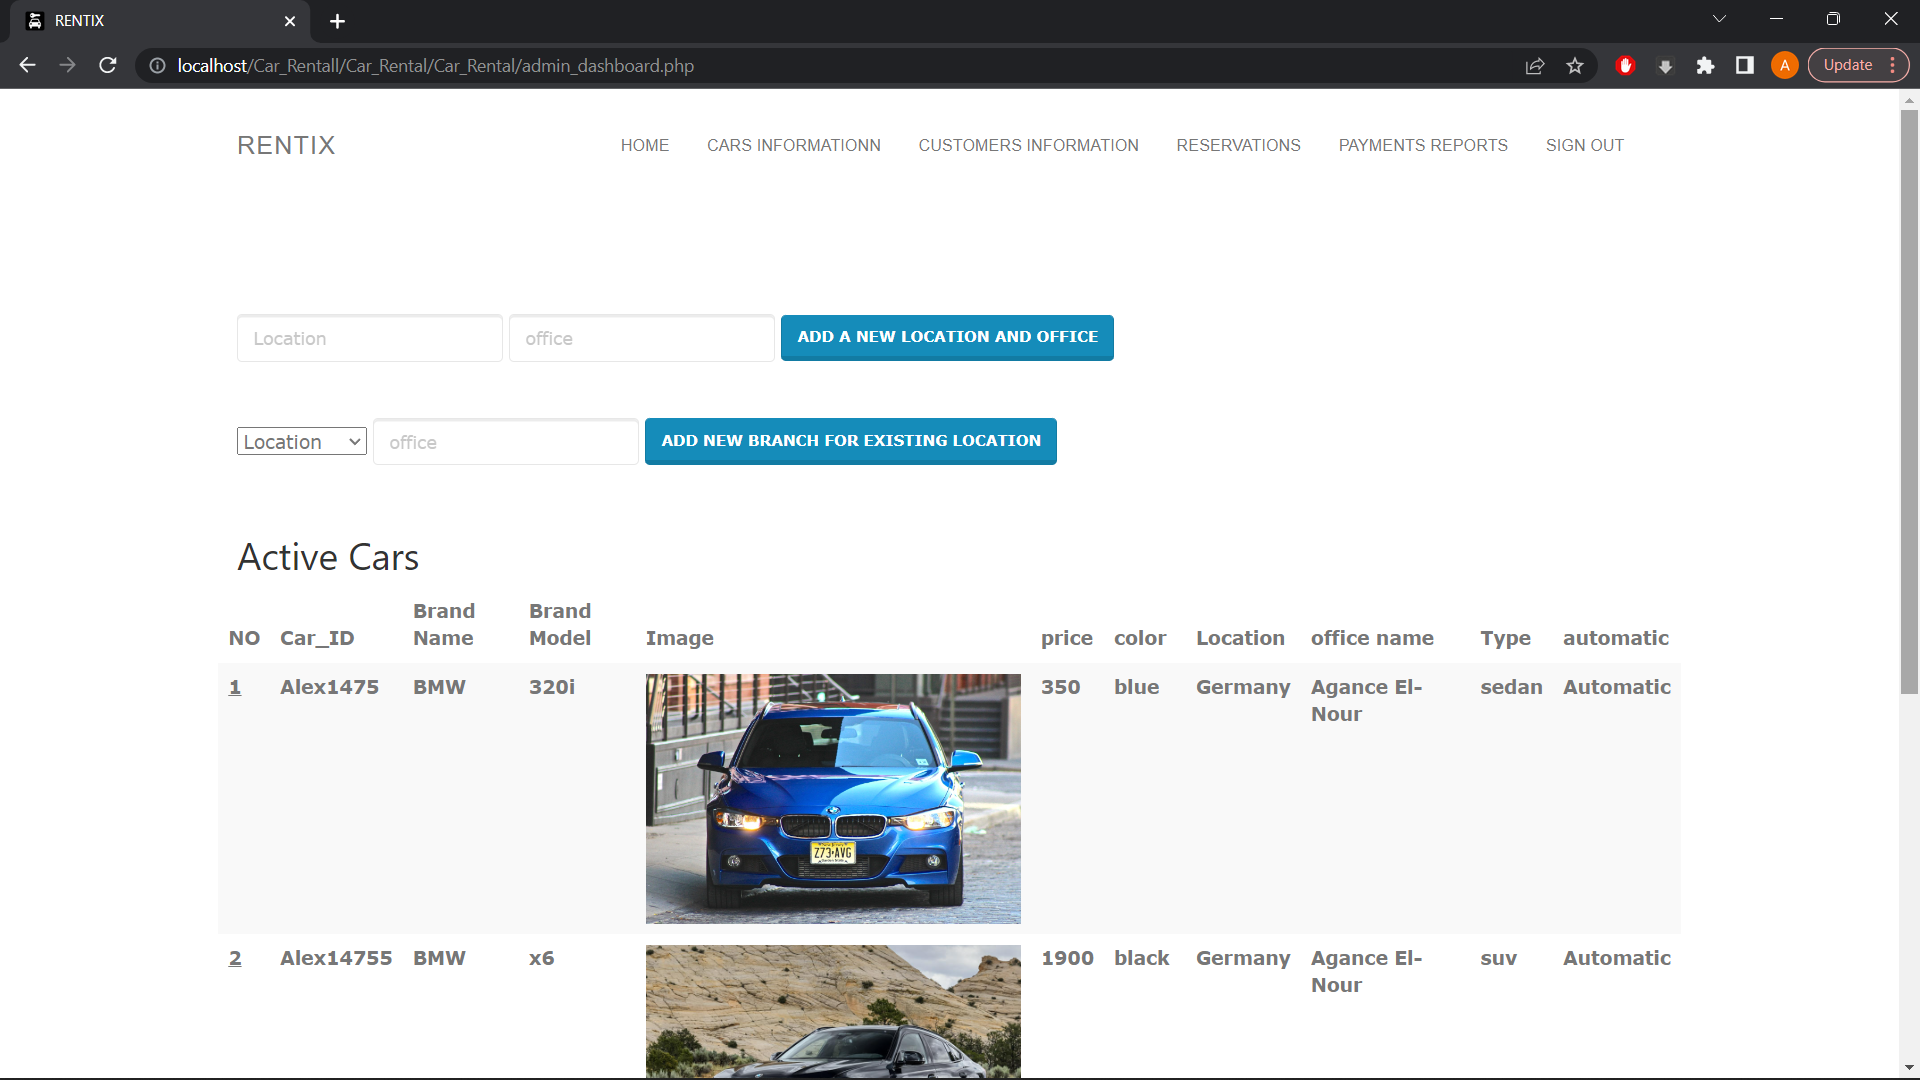 RENTIX
localhost/Car_Rentall/Car_Rental/Car_Rental/admin_dashboard.php
A
Update
RENTIX
HOME CARS INFORMATIONN CUSTOMERS INFORMATION RESERVATIONS PAYMENTS REPORTS SIGN OUT
Location office ADD A NEW LOCATION AND OFFICE
Location office ADD NEW BRANCH FOR EXISTING LOCATION
Active Cars
NO Car_ID Brand Name Brand Model Image price color Location office name Type automatic
1 Alex1475 BMW 320i 350 blue Germany Agance El-
Nour sedan Automatic
Z73 AVG
2 Alex14755 BMW x6 1900 black Germany Agance El-
Nour suv Automatic